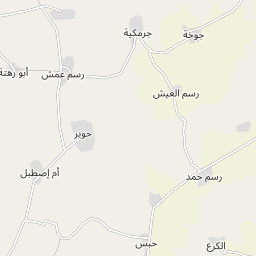 جرمكية
جوخة
أبو رهنة
رسم عمش
رسم العيش
حوير
أم إصطبل
رسم حمد
حبس
الكرع